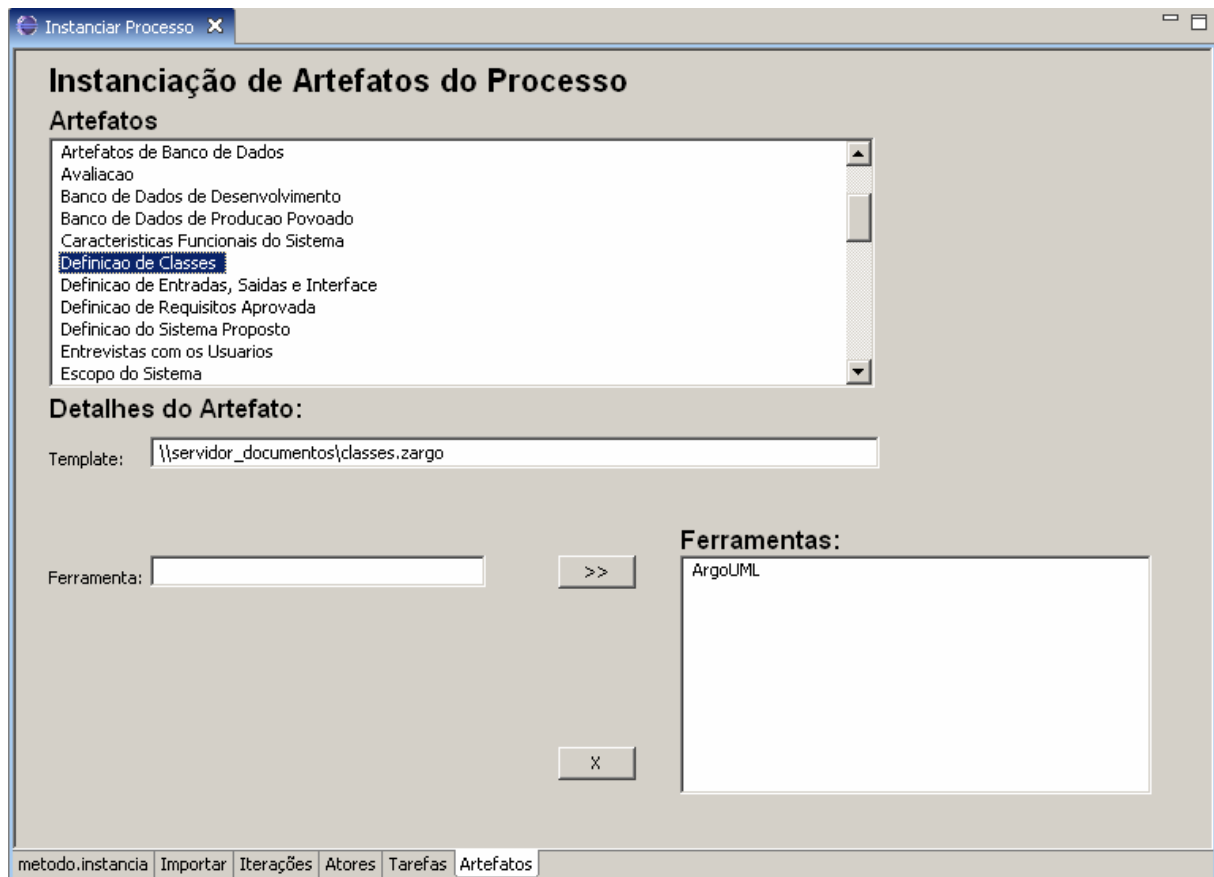 Instanciar Processo X
Instanciação de Artefatos do Processo
Artefatos
Artefatos de Banco de Dados
Avaliacao
Banco de Dados de Desenvolvimento
Banco de Dados de Producao Povoado
Caracteristicas Funcionais do Sistema
Definicao de Classes
Definicao de Entradas, Saidas e Interface
Definicao de Requisitos Aprovada
Definicao do Sistema Proposto
Entrevistas com os Usuarios
Escopo do Sistema
Detalhes do Artefato:
Template: \\servidor_documentos\classes.zargo
Ferramentas:
Ferramenta: >> ArgoUML
X
metodo.instancia Importar Iterações Atores Tarefas Artefatos